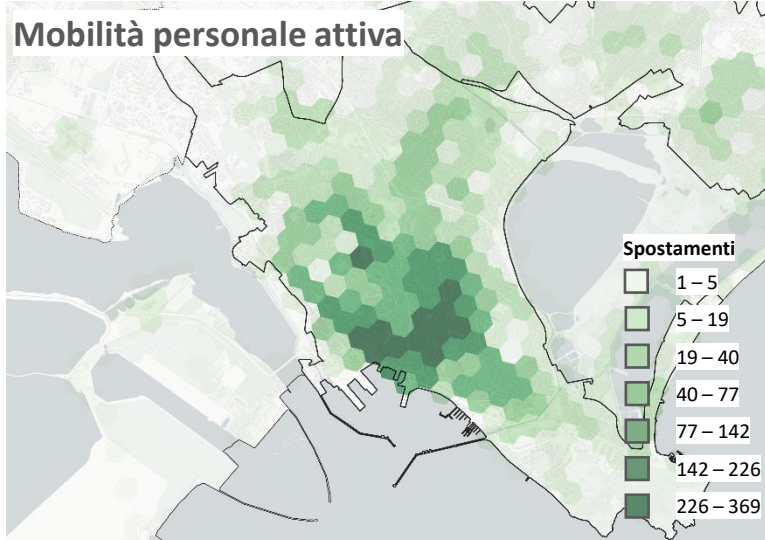 Mobilità personale attiva
Spostamenti
1 – 5
5 – 19
19 – 40
40 – 77
77 – 142
142 – 226
226 – 369